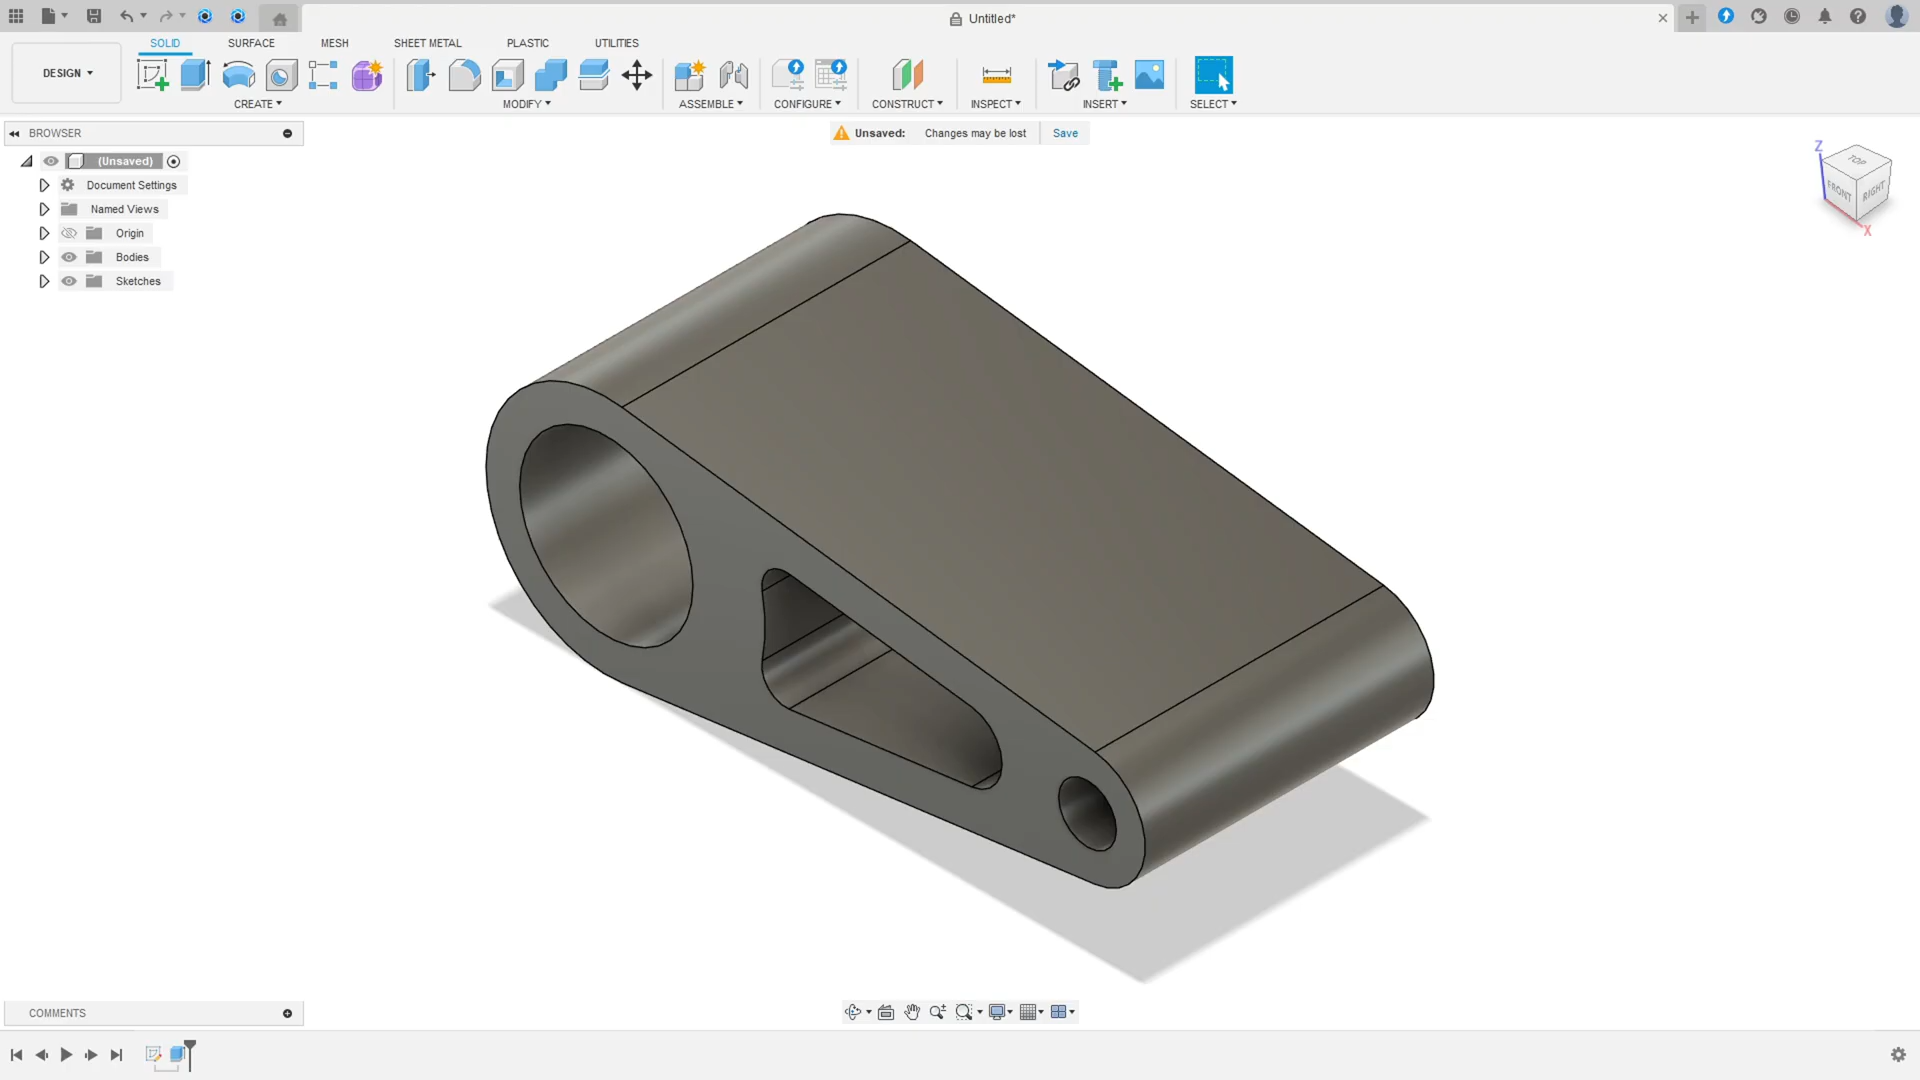 Untitled*
DESIGN
SOLID
SURFACE
MESH
SHEET METAL
PLASTIC
UTILITIES
CREATE
MODIFY
ASSEMBLE
CONFIGURE
CONSTRUCT
INSPECT
INSERT
SELECT
BROWSER
Unsaved: Changes may be lost Save
(Unsaved)
Document Settings
Named Views
Origin
Bodies
Sketches
Z
TOP
FRONT
RIGHT
X
COMMENTS